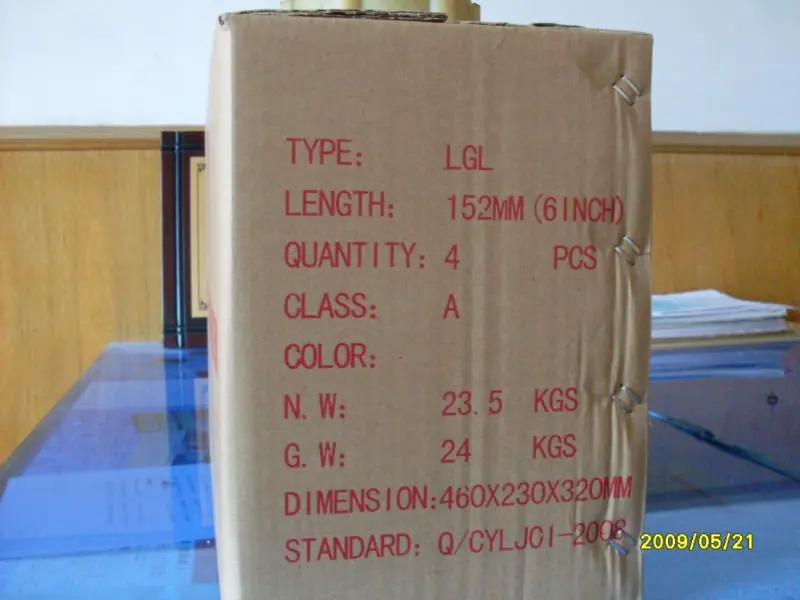 TYPE: LGL
LENGTH: 152MM (6INCH)
QUANTITY: 4 PCS
CLASS: A
COLOR:
N.W: 23.5 KGS
G.W: 24 KGS
DIMENSION:460X230X320MM
STANDARD: Q/CYLJC1-2008
2009/05/21